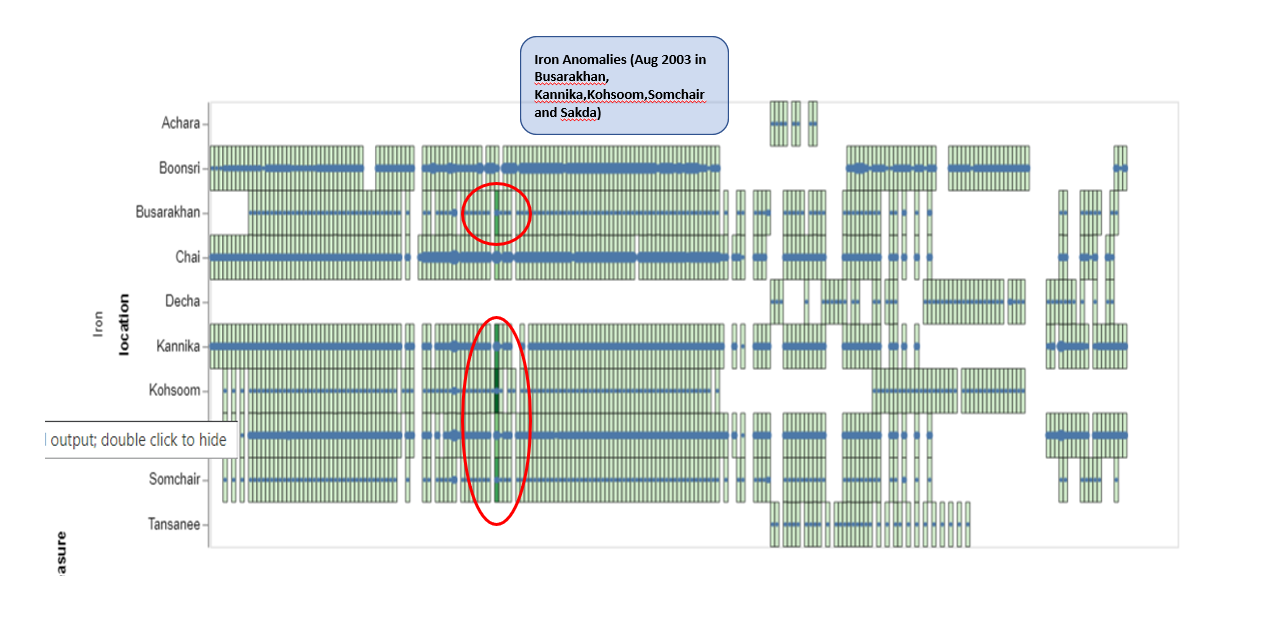 Iron Anomalies (Aug 2003 in
Busarakhan,
Kannika,Kohsoom,Somchair
and Sakda)
Achara
Boonsri
Busarakhan
Chai
Decha
Iron
location
Kannika
Kohsoom
output; double click to hide
Somchair
Tansanee
asure